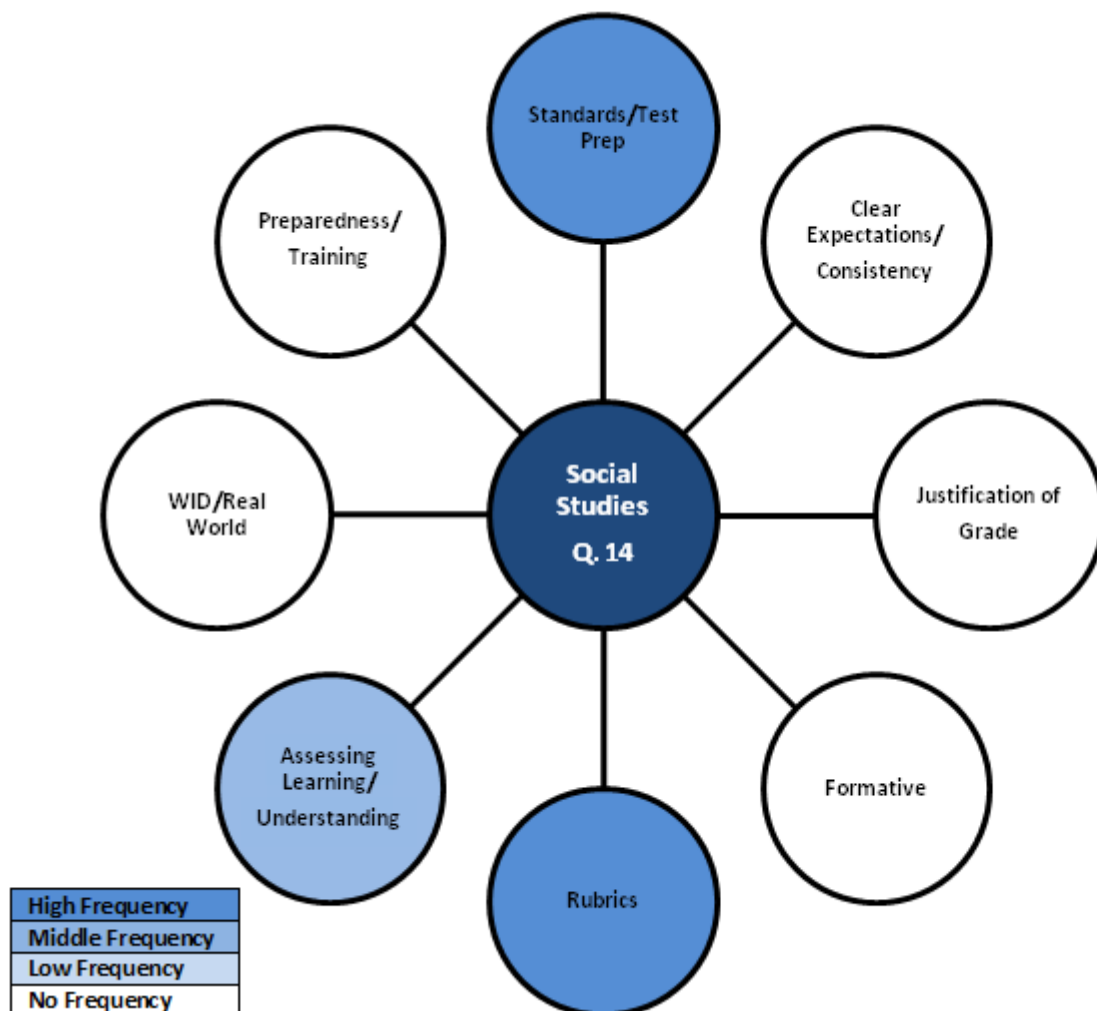 Standards/Test
Prep
Clear
Expectations/
Consistency
Preparedness/
Training
Social
Studies
Q. 14
Justification of
Grade
WID/Real
World
Assessing
Learning/
Understanding
Formative
Rubrics
High Frequency
Middle Frequency
Low Frequency
No Frequency